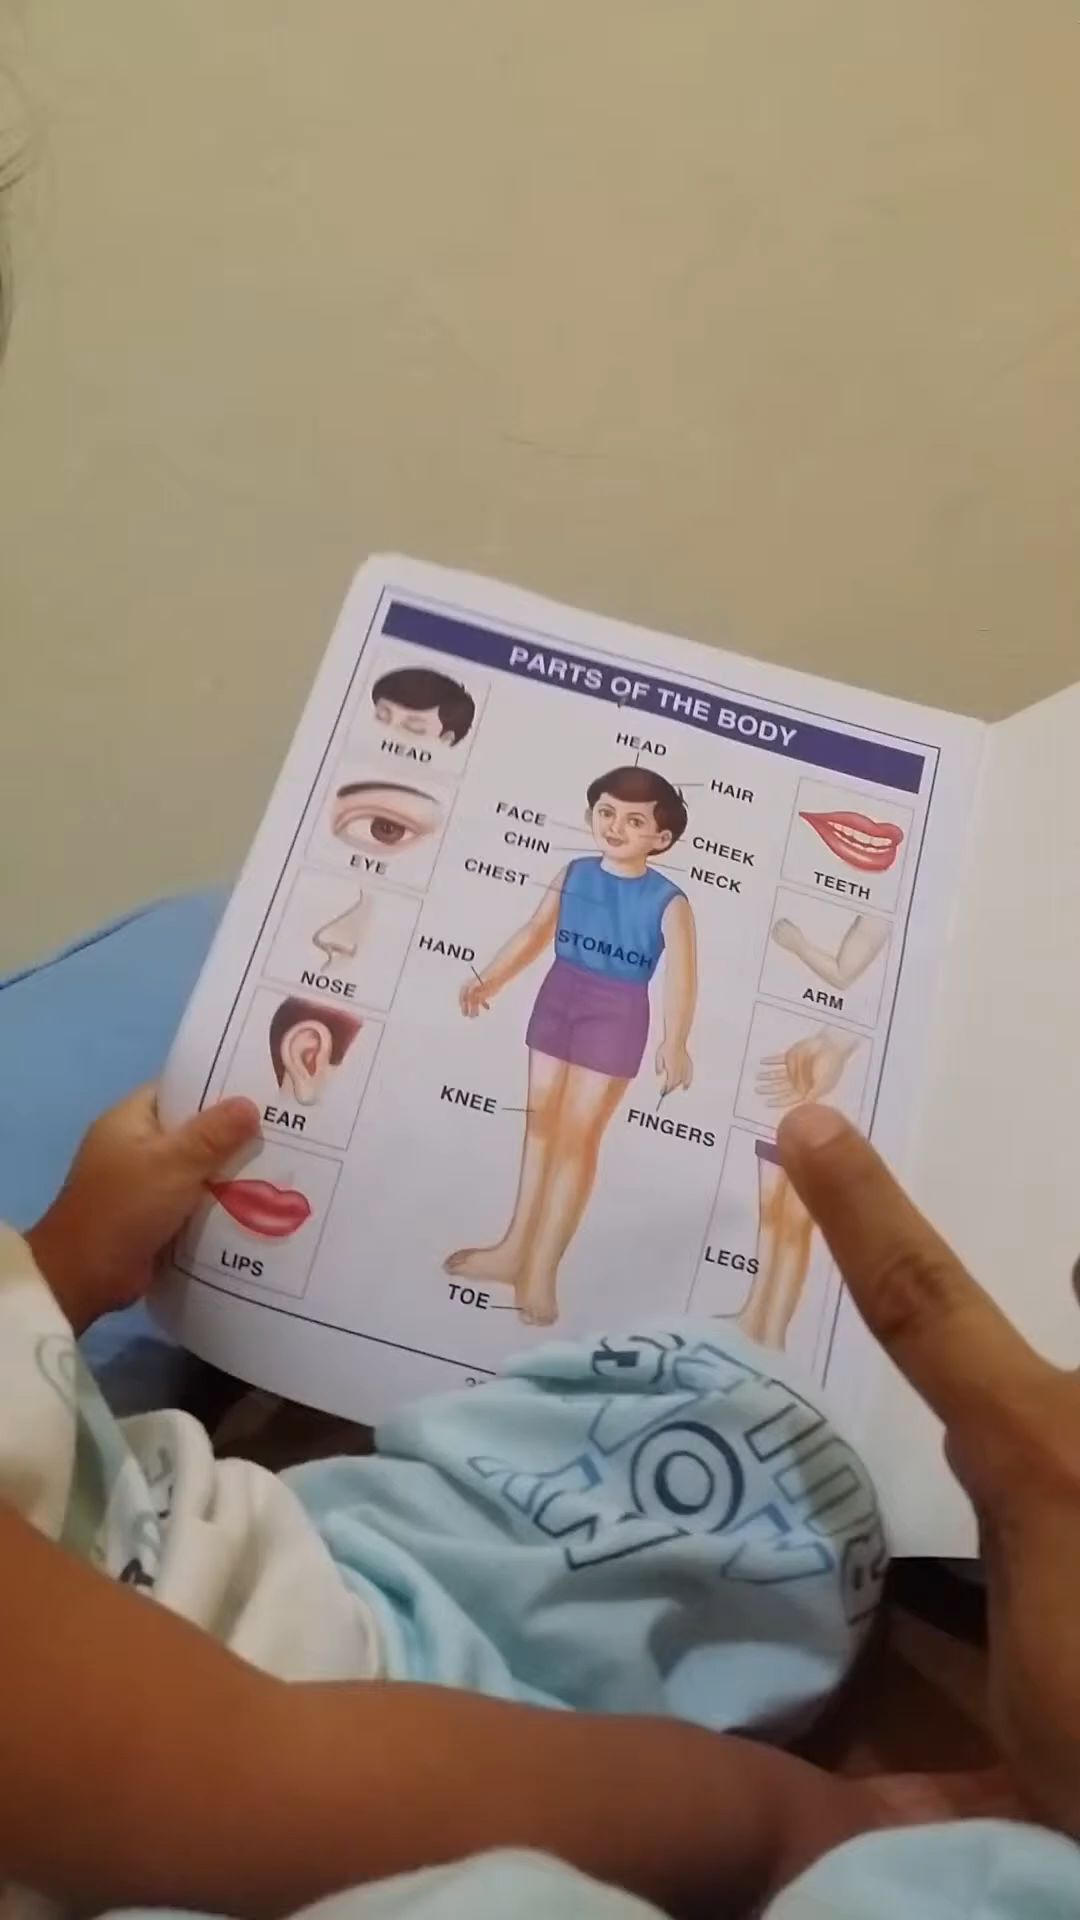 PARTS OF THE BODY
HEAD
EYE
NOSE
EAR
LIPS
HEAD
HAIR
FACE
CHIN
CHEEK
CHEST
NECK
STOMACH
HAND
KNEE
FINGERS
TOE
TEETH
ARM
LEGS